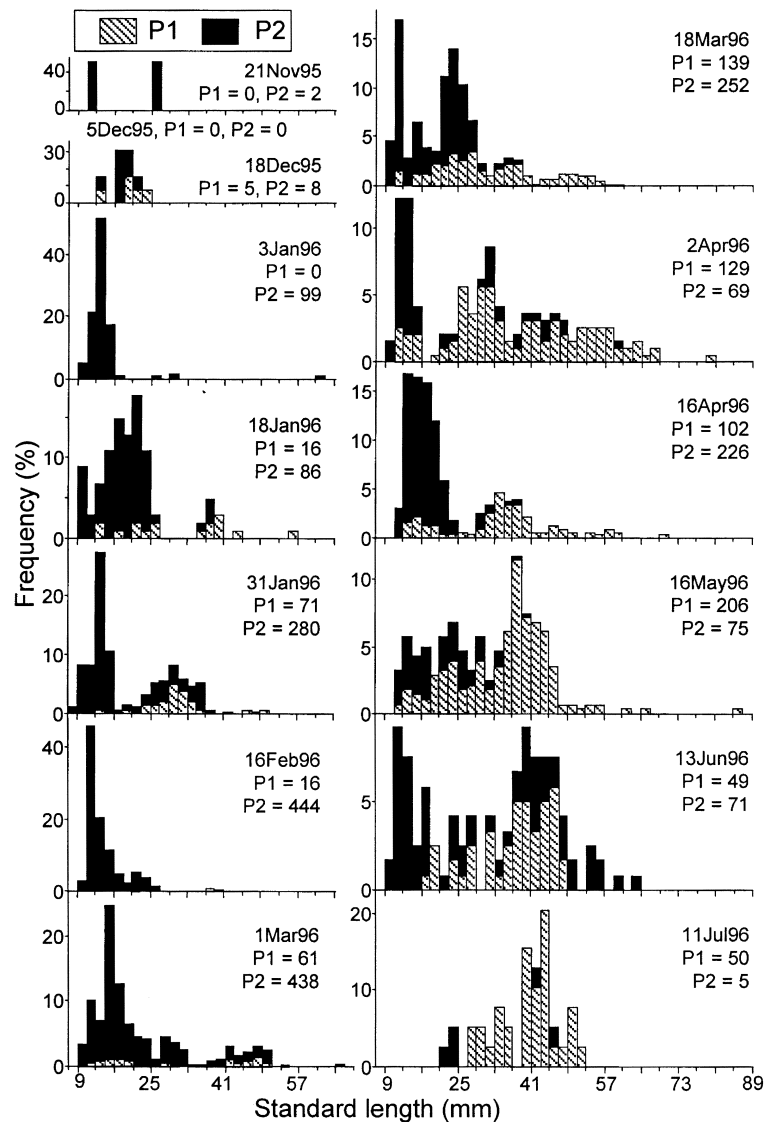 P1 P2
21Nov95
P1 = 0, P2 = 2
40
20
0
5Dec95, P1 = 0, P2 = 0
18Dec95
P1 = 5, P2 = 8
30
0
3Jan96
P1 = 0
P2 = 99
40
20
0
18Jan96
P1 = 16
P2 = 86
10
0
31Jan96
P1 = 71
P2 = 280
20
10
0
16Feb96
P1 = 16
P2 = 444
40
20
0
1Mar96
P1 = 61
P2 = 438
20
10
0
9 25 41 57
18Mar96
P1 = 139
P2 = 252
15
10
5
0
2Apr96
P1 = 129
P2 = 69
10
5
0
16Apr96
P1 = 102
P2 = 226
15
10
5
0
16May96
P1 = 206
P2 = 75
10
5
0
13Jun96
P1 = 49
P2 = 71
5
0
11Jul96
P1 = 50
P2 = 5
20
10
0
9 25 41 57 73 89
Frequency (%)
Standard length (mm)